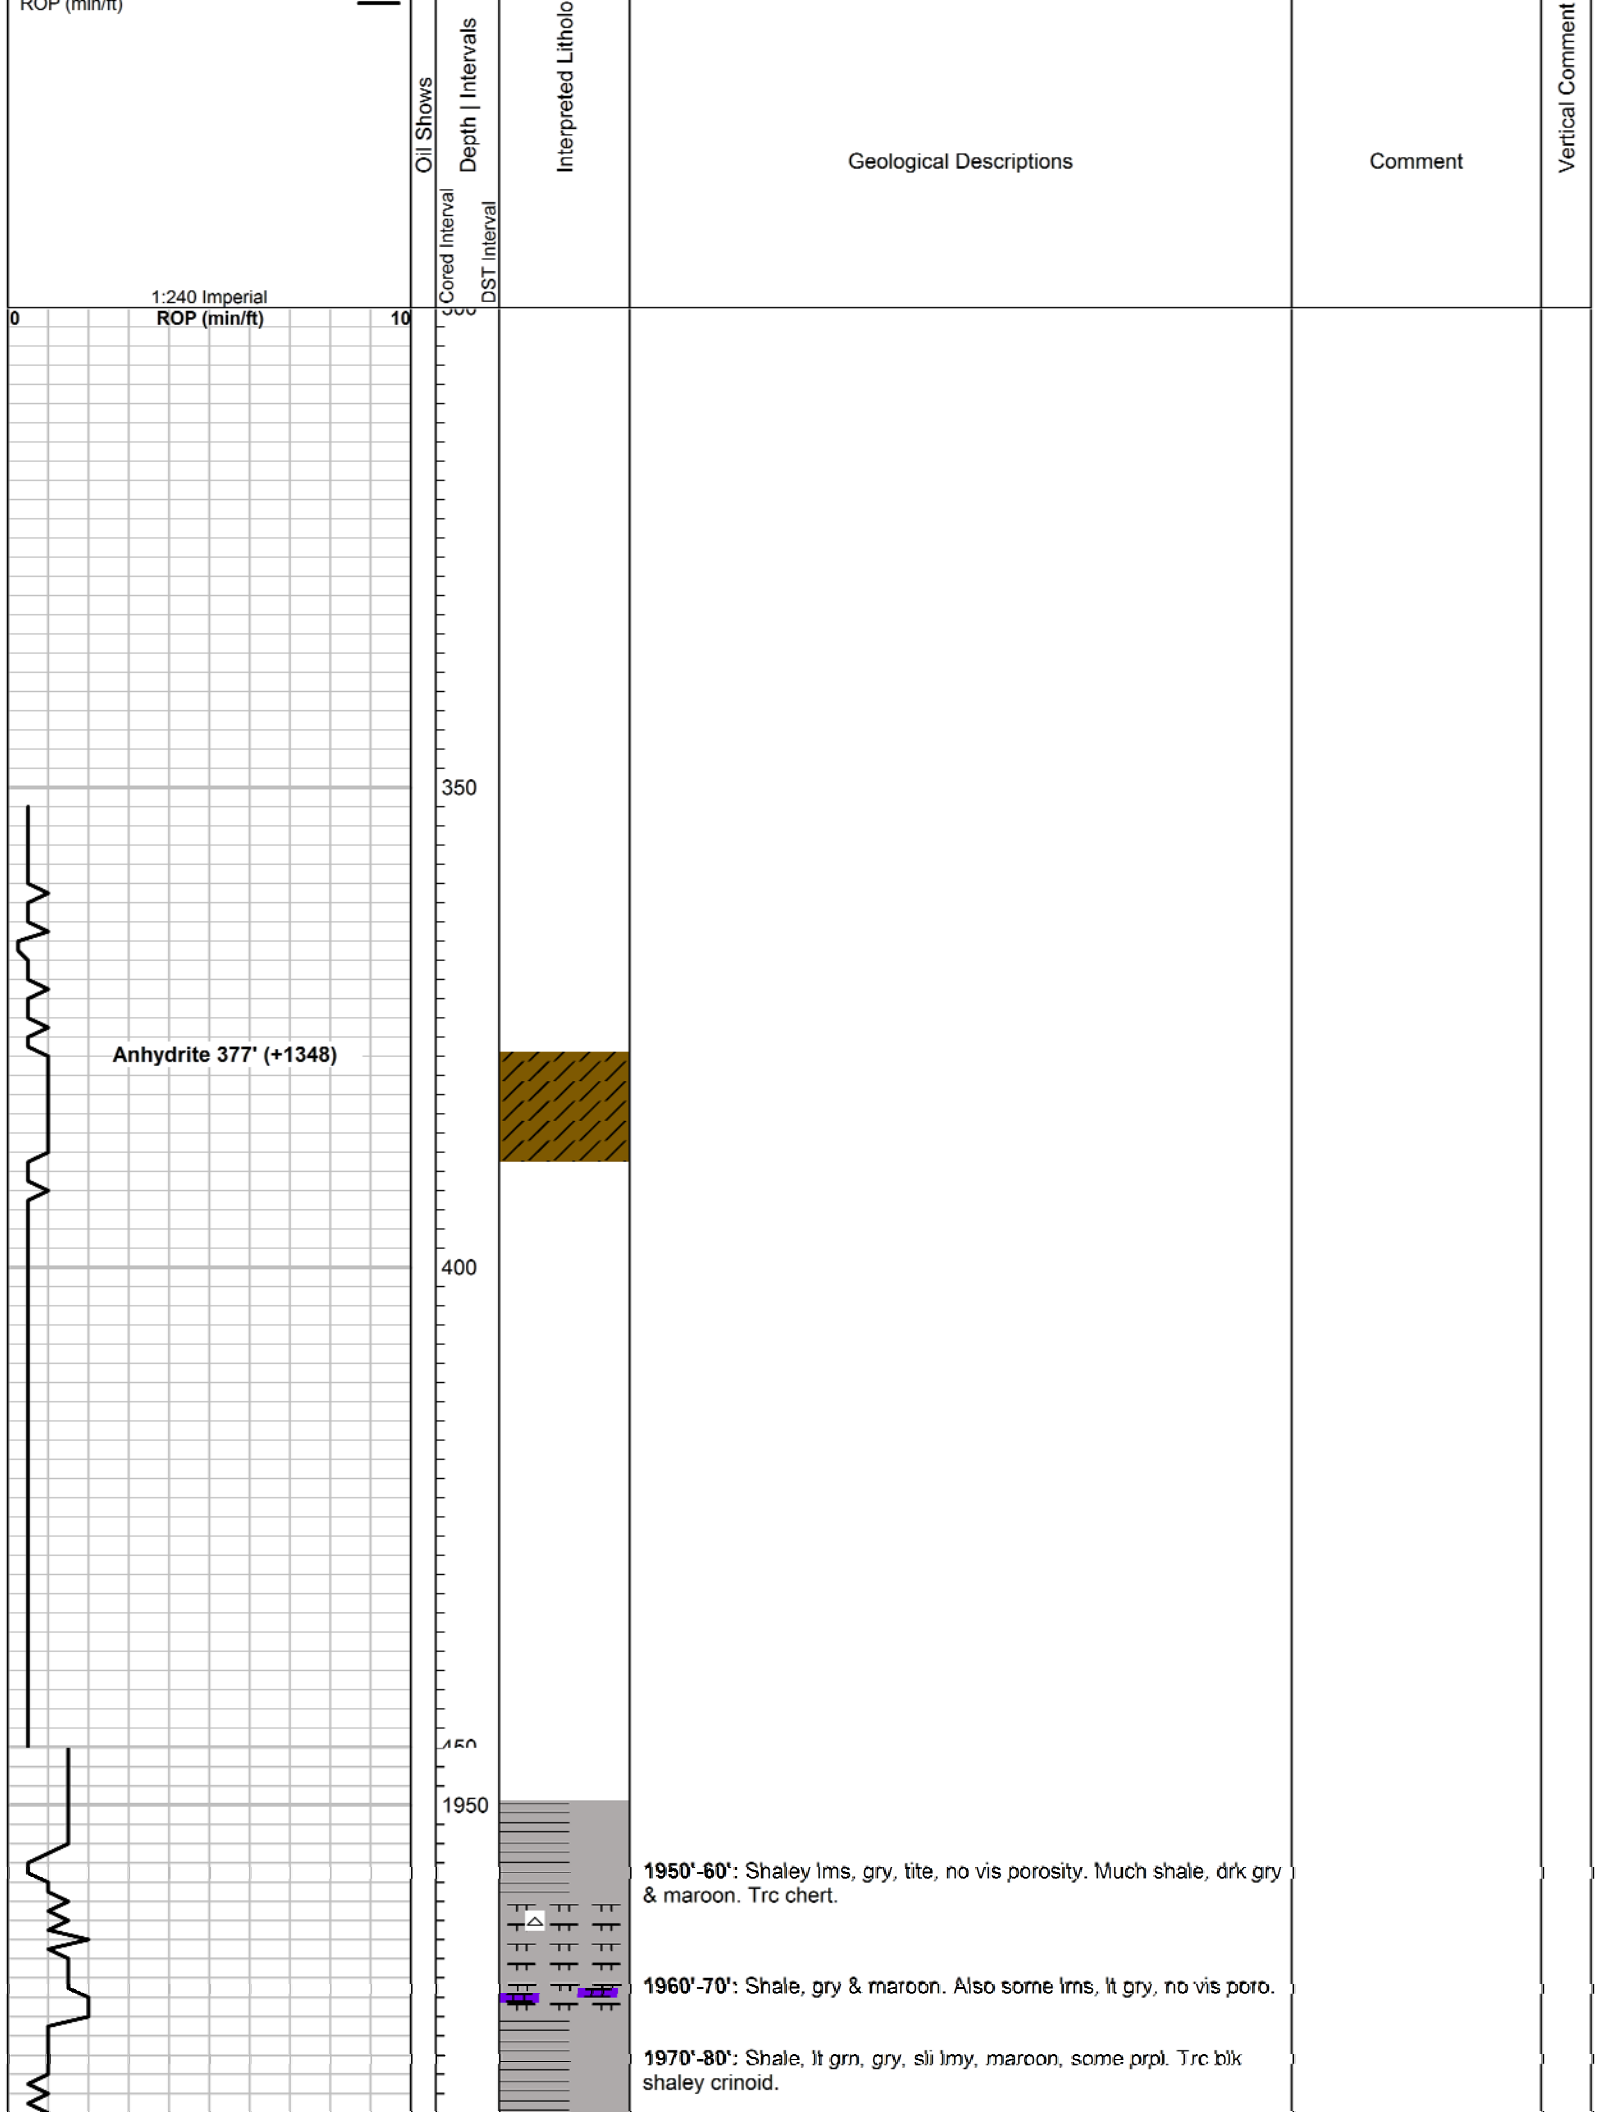 ROP (min/ft)
Oil Shows
Depth | Intervals
Cored Interval
DST Interval
Interpreted Litholo
Geological Descriptions
Comment
Vertical Comment
1:240 Imperial
0 ROP (min/ft) 10
300
350
Anhydrite 377' (+1348)
400
450
1950
1950'-60': Shaley lms, gry, tite, no vis porosity. Much shale, drk gry
& maroon. Trc chert.
1960'-70': Shale, gry & maroon. Also some lms, lt gry, no vis poro.
1970'-80': Shale, lt grn, gry, sli lmy, maroon, some prpl. Trc blk
shaley crinoid.